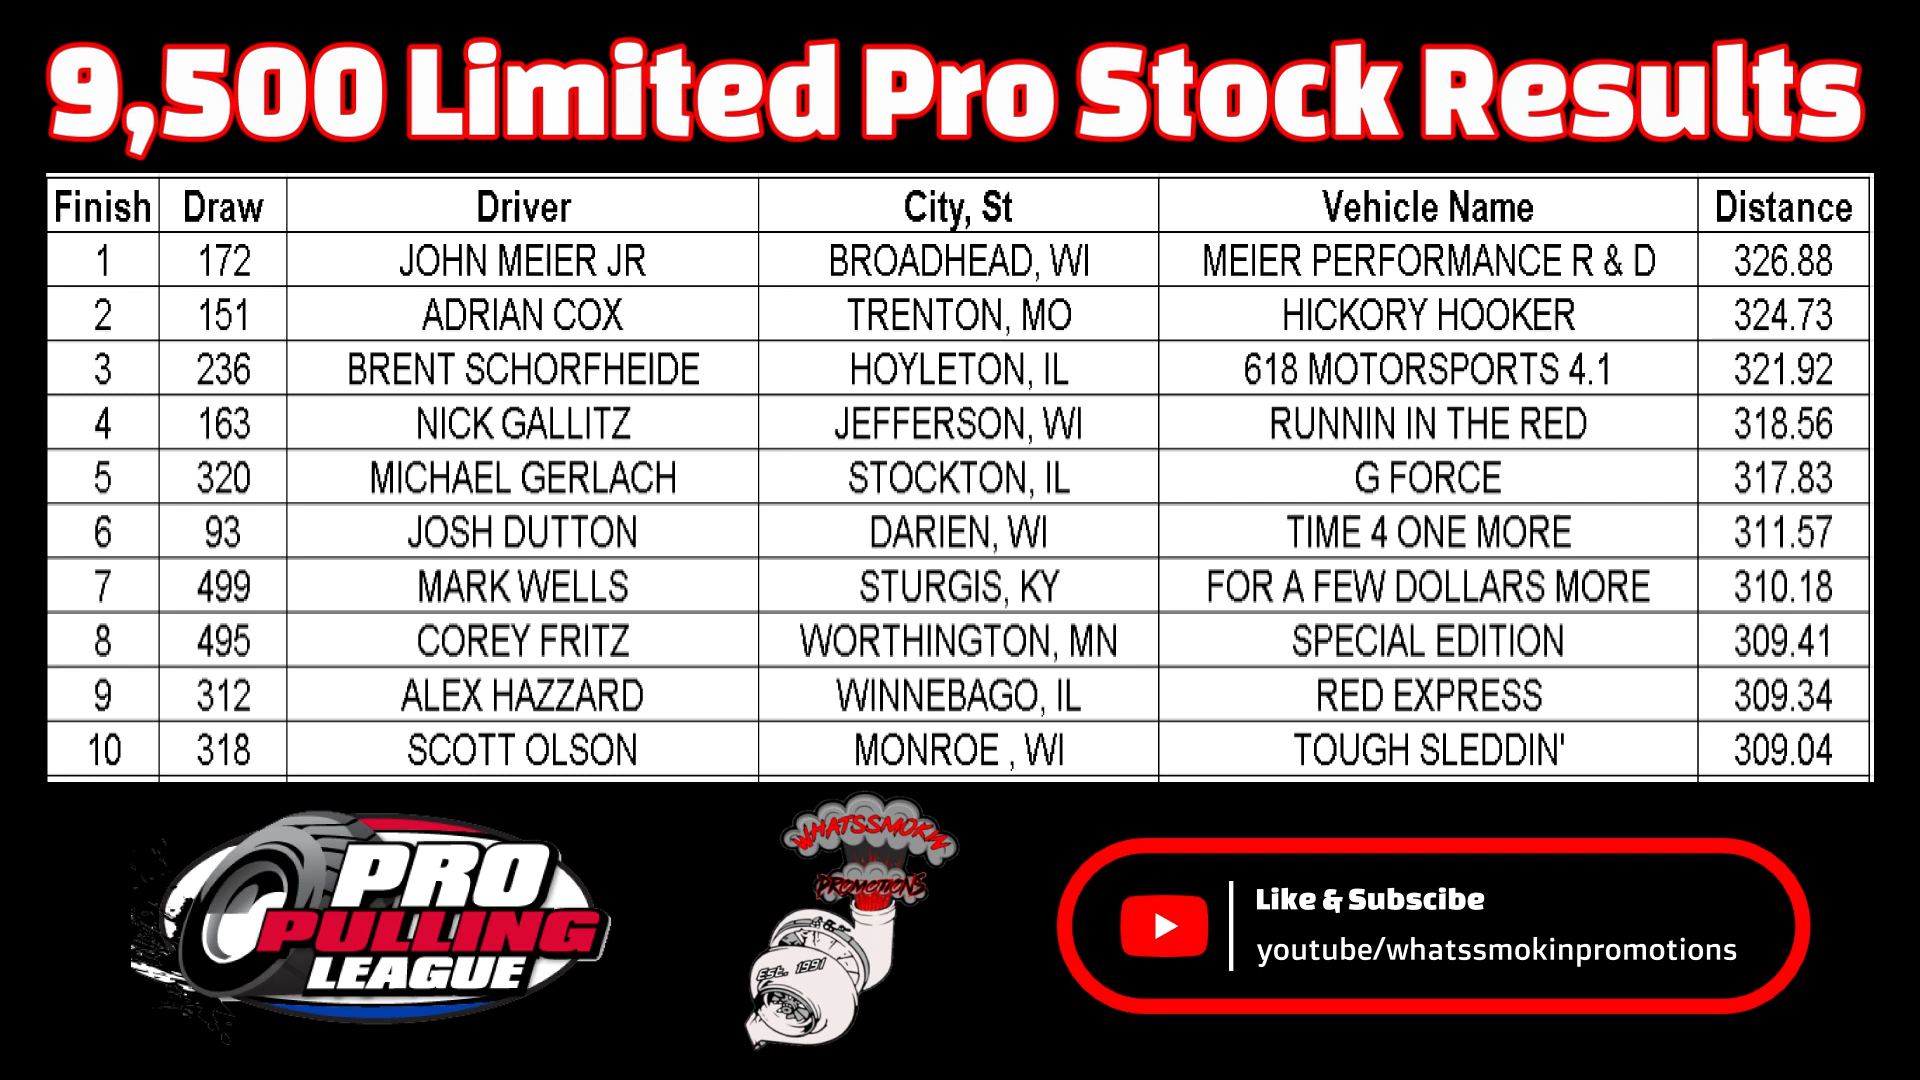 9,500 Limited Pro Stock Results
Finish Draw Driver City, St Vehicle Name Distance
1 172 JOHN MEIER JR BROADHEAD, WI MEIER PERFORMANCE R & D 326.88
2 151 ADRIAN COX TRENTON, MO HICKORY HOOKER 324.73
3 236 BRENT SCHORFHEIDE HOYLETON, IL 618 MOTORSPORTS 4.1 321.92
4 163 NICK GALLITZ JEFFERSON, WI RUNNIN IN THE RED 318.56
5 320 MICHAEL GERLACH STOCKTON, IL G FORCE 317.83
6 93 JOSH DUTTON DARIEN, WI TIME 4 ONE MORE 311.57
7 499 MARK WELLS STURGIS, KY FOR A FEW DOLLARS MORE 310.18
8 495 COREY FRITZ WORTHINGTON, MN SPECIAL EDITION 309.41
9 312 ALEX HAZZARD WINNEBAGO, IL RED EXPRESS 309.34
10 318 SCOTT OLSON MONROE , WI TOUGH SLEDDIN' 309.04
PRO
PULLING
LEAGUE
WHATSSMOKIN
PROMOTIONS
EST. 1991
Like & Subscibe
youtube/whatssmokinpromotions